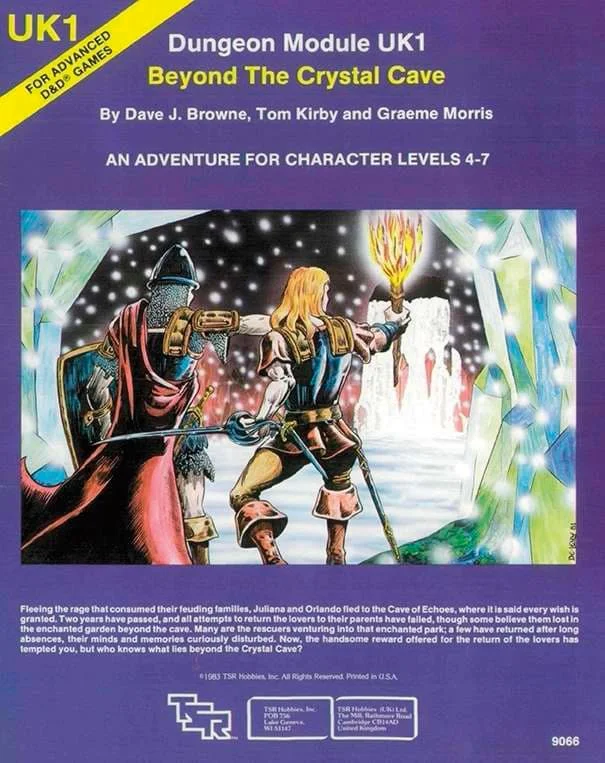 UK1
FOR ADVANCED
D&D® GAMES
Dungeon Module UK1
Beyond The Crystal Cave
By Dave J. Browne, Tom Kirby and Graeme Morris
AN ADVENTURE FOR CHARACTER LEVELS 4-7
Fleeing the rage that consumed their feuding families, Juliana and Orlando fled to the Cave of Echoes, where it is said every wish is
granted. Two years have passed, and all attempts to return the lovers to their parents have failed, though some believe them lost in
the enchanted garden beyond the cave. Many are the rescuers venturing into that enchanted park; a few have returned after long
absences, their minds and memories curiously disturbed. Now, the handsome reward offered for the return of the lovers has
tempted you, but who knows what lies beyond the Crystal Cave?
©1983 TSR Hobbies, Inc. All Rights Reserved. Printed in U.S.A.
TSR
TSR Hobbies, Inc.
POB 756
Lake Geneva,
WI 53147
TSR Hobbies (UK) Ltd.
The Mill, Rathmore Road
Cambridge CB1 4AD
United Kingdom
9066